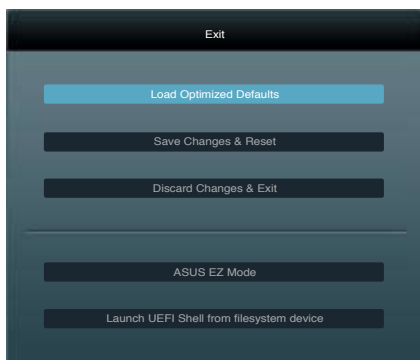 Exit
Load Optimized Defaults
Save Changes & Reset
Discard Changes & Exit
ASUS EZ Mode
Launch UEFI Shell from filesystem device